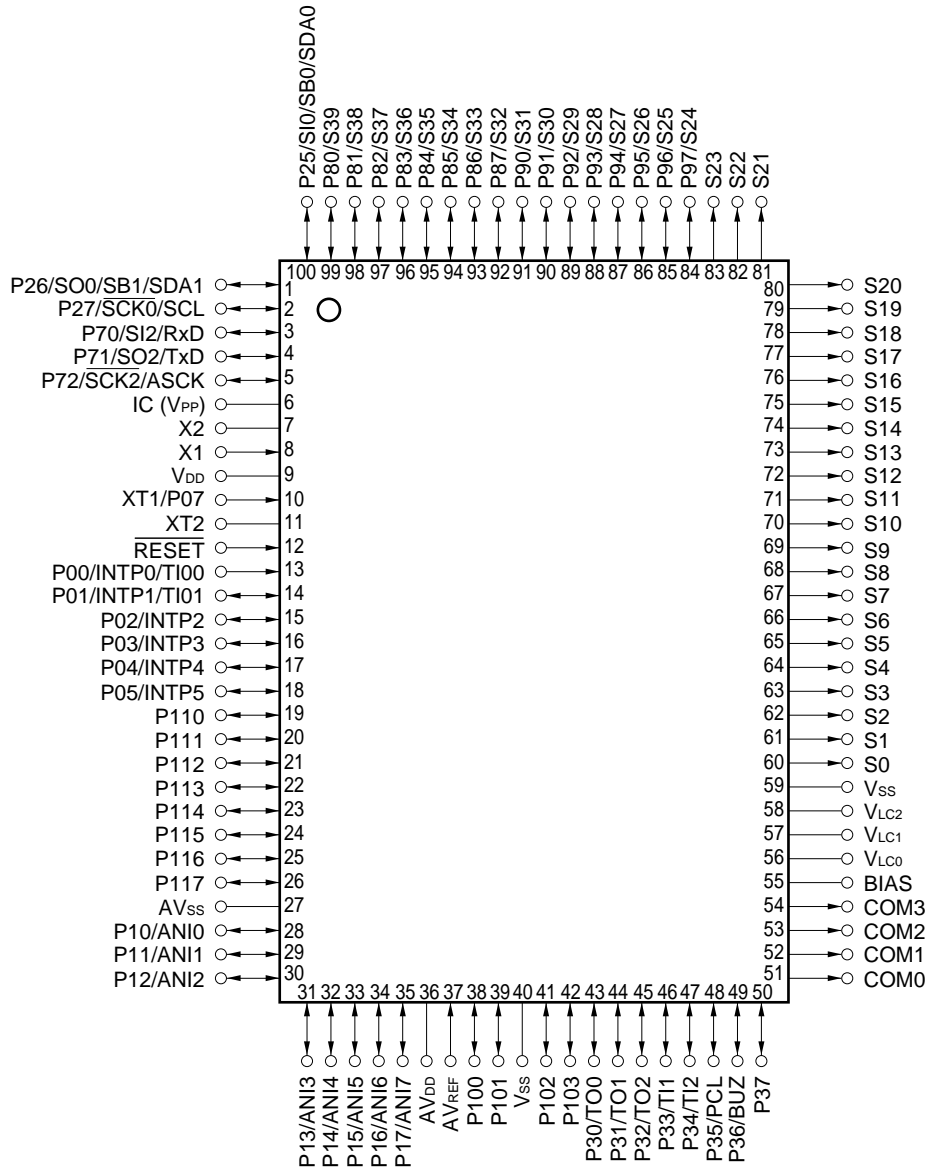 P25/SI0/SB0/SDA0
P80/S39
P81/S38
P82/S37
P83/S36
P84/S35
P85/S34
P86/S33
P87/S32
P90/S31
P91/S30
P92/S29
P93/S28
P94/S27
P95/S26
P96/S25
P97/S24
S23
S22
S21
100 99 98 97 96 95 94 93 92 91 90 89 88 87 86 85 84 83 82 81
P26/SO0/SB1/SDA1 1 80 S20
P27/SCK0/SCL 2 79 S19
P70/SI2/RxD 3 78 S18
P71/SO2/TxD 4 77 S17
P72/SCK2/ASCK 5 76 S16
IC (VPP) 6 75 S15
X2 7 74 S14
X1 8 73 S13
VDD 9 72 S12
XT1/P07 10 71 S11
XT2 11 70 S10
RESET 12 69 S9
P00/INTP0/TI00 13 68 S8
P01/INTP1/TI01 14 67 S7
P02/INTP2 15 66 S6
P03/INTP3 16 65 S5
P04/INTP4 17 64 S4
P05/INTP5 18 63 S3
P110 19 62 S2
P111 20 61 S1
P112 21 60 S0
P113 22 59 VSS
P114 23 58 VLC2
P115 24 57 VLC1
P116 25 56 VLC0
P117 26 55 BIAS
AVSS 27 54 COM3
P10/ANI0 28 53 COM2
P11/ANI1 29 52 COM1
P12/ANI2 30 51 COM0
31 32 33 34 35 36 37 38 39 40 41 42 43 44 45 46 47 48 49 50
P13/ANI3
P14/ANI4
P15/ANI5
P16/ANI6
P17/ANI7
AVDD
AVREF
P100
P101
VSS
P102
P103
P30/TO0
P31/TO1
P32/TO2
P33/TI1
P34/TI2
P35/PCL
P36/BUZ
P37